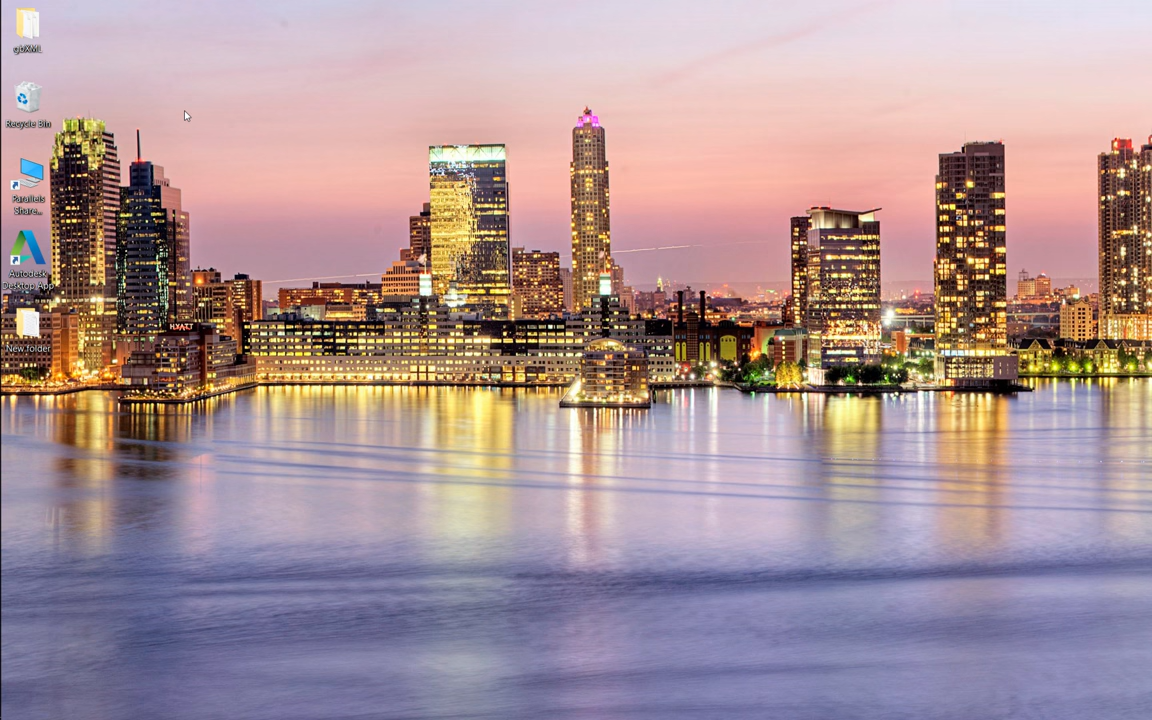 gbXML
Recycle Bin
Parallels
Share...
Autodesk
Desktop App
New folder
HYATT